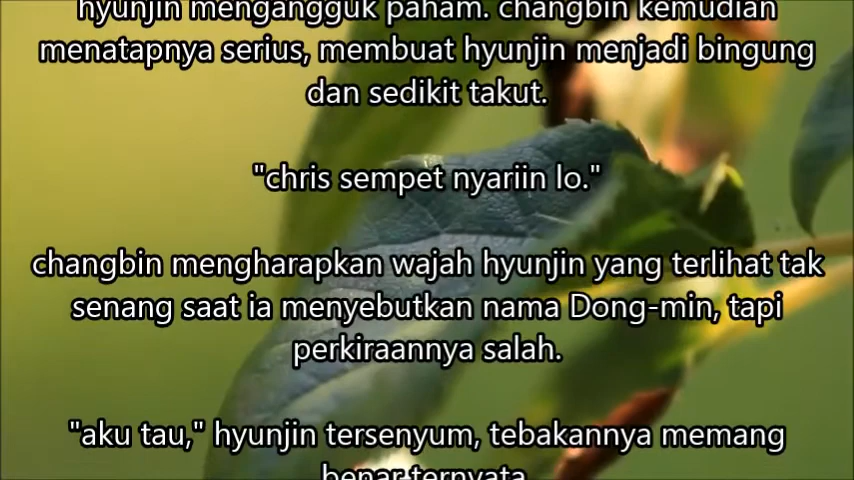 hyunjin mengangguk paham. changbin kemudian
menatapnya serius, membuat hyunjin menjadi bingung
dan sedikit takut.
"chris sempet nyariin lo."
changbin mengharapkan wajah hyunjin yang terlihat tak
senang saat ia menyebutkan nama Dong-min, tapi
perkiraannya salah.
"aku tau," hyunjin tersenyum, tebakannya memang
benar ternyata